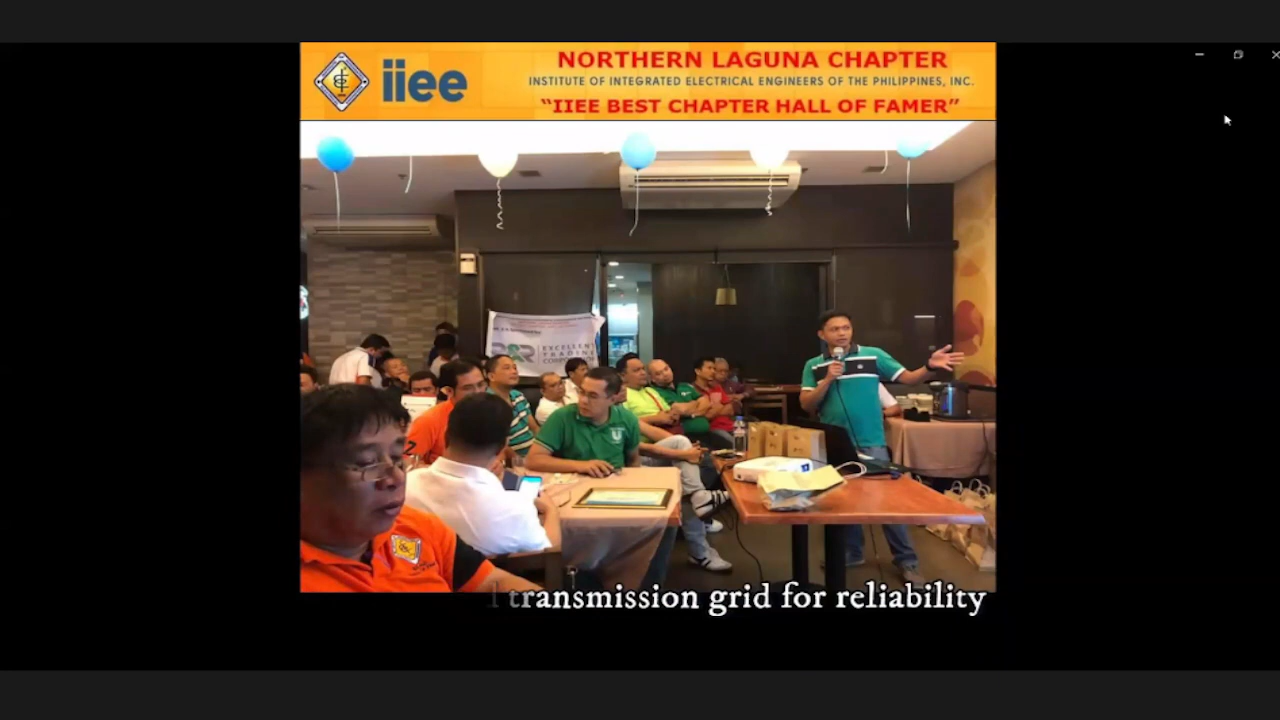 NORTHERN LAGUNA CHAPTER
iiee
INSTITUTE OF INTEGRATED ELECTRICAL ENGINEERS OF THE PHILIPPINES, INC.
“IIEE BEST CHAPTER HALL OF FAMER”
EXCELLENT
TRADING
transmission grid for reliability